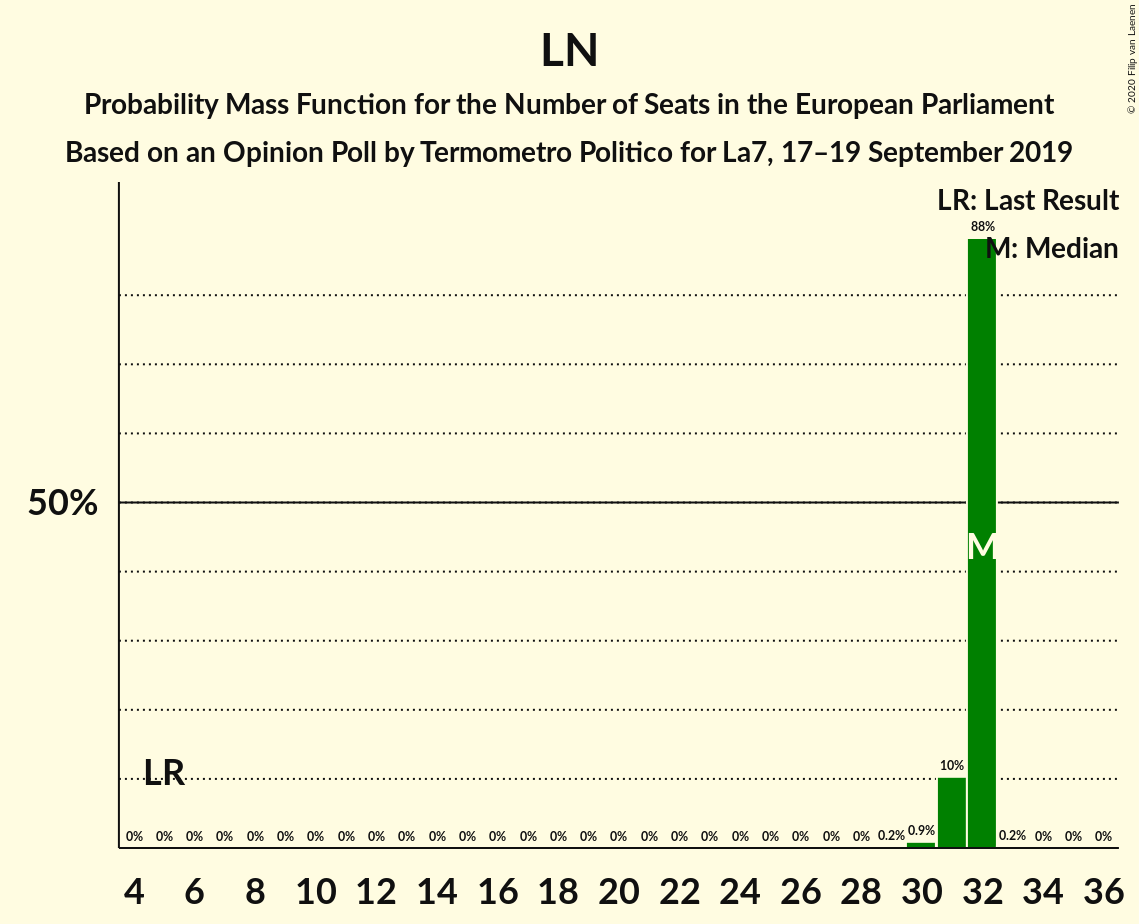 LN
Probability Mass Function for the Number of Seats in the European Parliament
Based on an Opinion Poll by Termometro Politico for La7, 17–19 September 2019
© 2020 Filip van Laenen
LR: Last Result
88%
M: Median
50%
M
10%
LR
0% 0% 0% 0% 0% 0% 0% 0% 0% 0% 0% 0% 0% 0% 0% 0% 0% 0% 0% 0% 0% 0% 0% 0% 0% 0.2% 0.9% 0.2% 0% 0% 0%
4 6 8 10 12 14 16 18 20 22 24 26 28 30 32 34 36